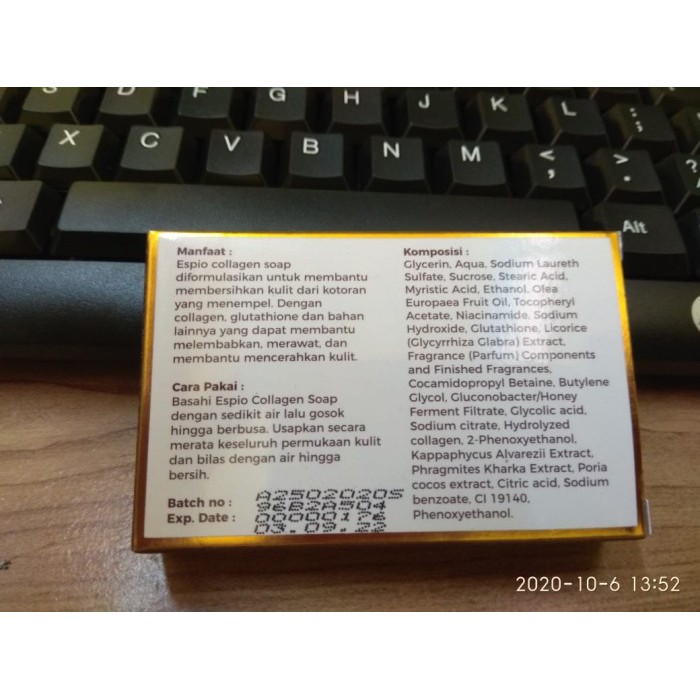 S D F G H J K L : ;
X C V B N M < , > . ?
Alt
Manfaat :
Espio collagen soap
diformulasikan untuk membantu
membersihkan kulit dari kotoran
yang menempel. Dengan
collagen, glutathione dan bahan
lainnya yang dapat membantu
melembabkan, merawat, dan
membantu mencerahkan kulit.
Cara Pakai :
Basahi Espio Collagen Soap
dengan sedikit air lalu gosok
hingga berbusa. Usapkan secara
merata keseluruh permukaan kulit
dan bilas dengan air hingga
bersih.
Batch no :
Exp. Date :
A2502020S
96B2A504
03.09.22
Komposisi :
Glycerin, Aqua, Sodium Laureth
Sulfate, Sucrose, Stearic Acid,
Myristic Acid, Ethanol, Olea
Europaea Fruit Oil, Tocopheryl
Acetate, Niacinamide, Sodium
Hydroxide, Glutathione, Licorice
(Glycyrrhiza Glabra) Extract,
Fragrance (Parfum) Components
and Finished Fragrances,
Cocamidopropyl Betaine, Butylene
Glycol, Gluconobacter/Honey
Ferment Filtrate, Glycolic acid,
Sodium citrate, Hydrolyzed
collagen, 2-Phenoxyethanol,
Kappaphycus Alvarezii Extract,
Phragmites Kharka Extract, Poria
cocos extract, Citric acid, Sodium
benzoate, CI 19140,
Phenoxyethanol.
2020-10-6 13:52